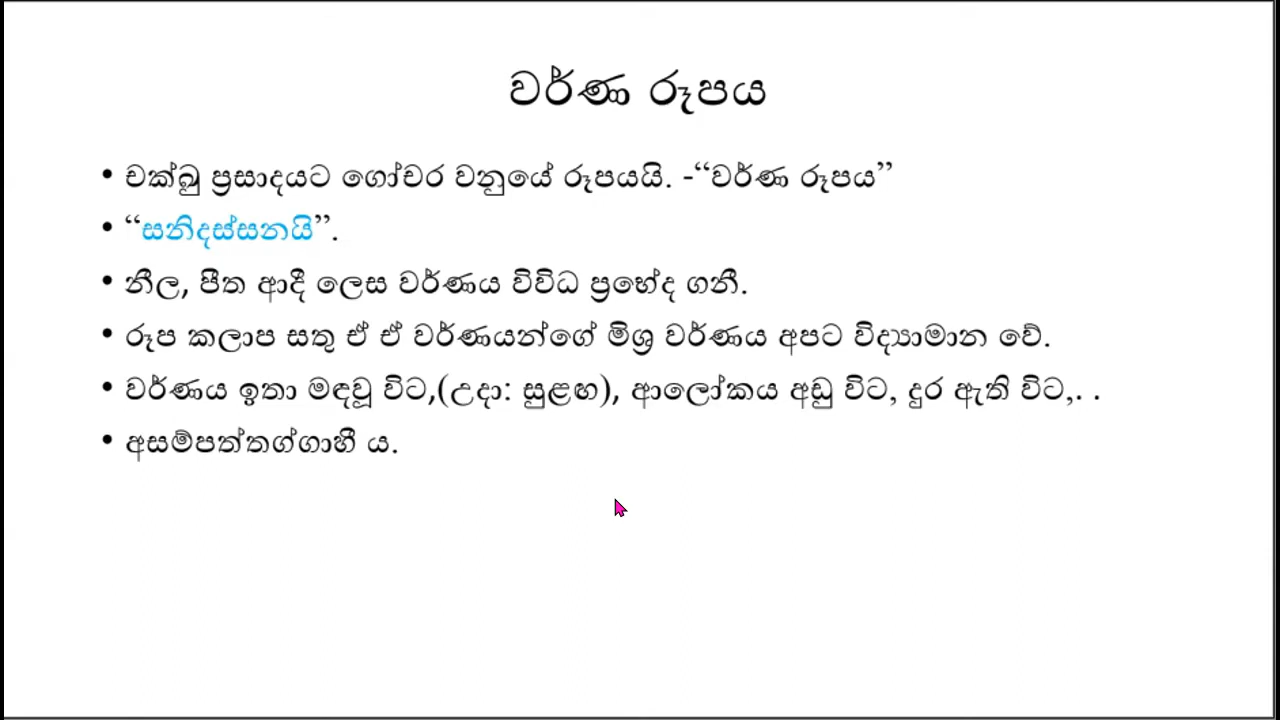 වර්ණ රූපය
• චක්ඛු ප්‍රසාදයට ගෝචර වනුයේ රූපයයි. -“වර්ණ රූපය”
• “සනිදස්සනයි”.
• නීල, පීත ආදී ලෙස වර්ණය විවිධ ප්‍රභේද ගනී.
• රූප කලාප සතු ඒ ඒ වර්ණයන්ගේ මිශ්‍ර වර්ණය අපට විද්‍යාමාන වේ.
• වර්ණය ඉතා මඳවූ විට,(උදා: සුළඟ), ආලෝකය අඩු විට, දුර ඇති විට,. .
• අසම්පත්තග්ගාහී ය.